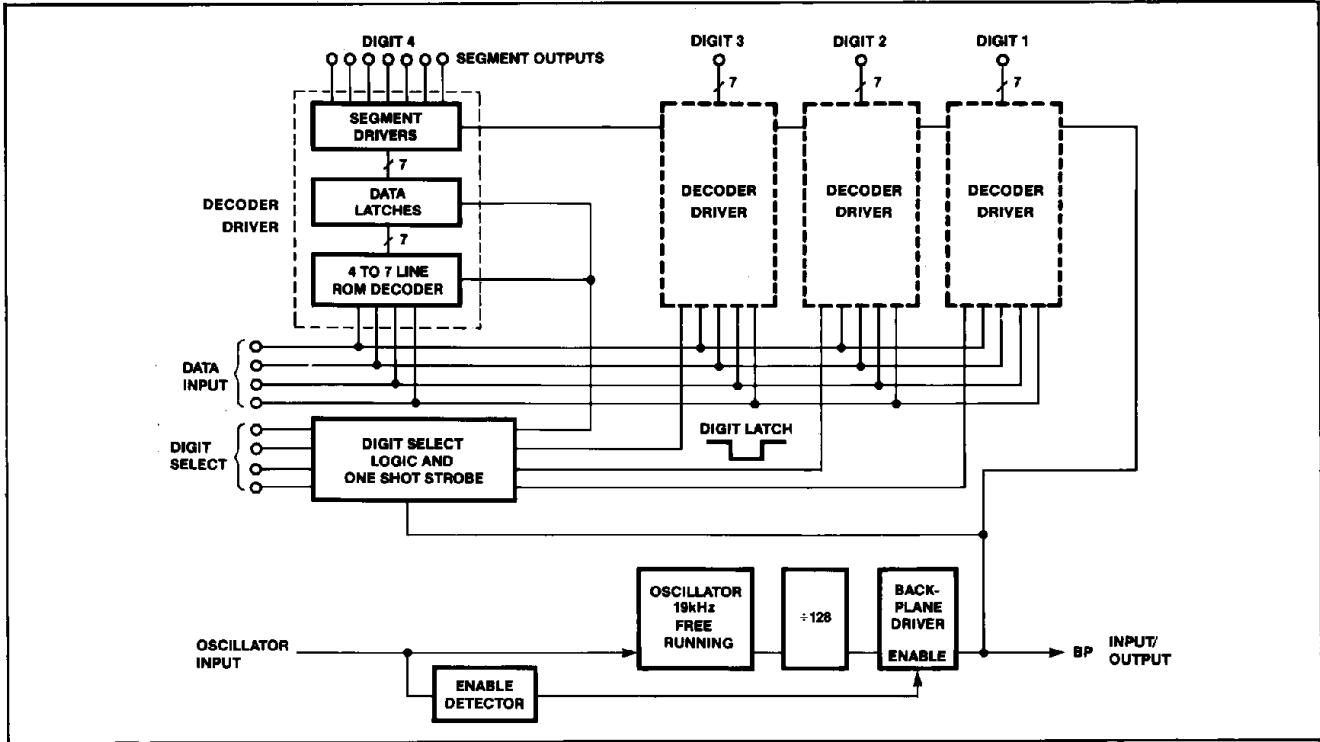 DIGIT 4
SEGMENT OUTPUTS
DIGIT 3
DIGIT 2
DIGIT 1
7
7
7
SEGMENT
DRIVERS
7
DATA
LATCHES
7
4 TO 7 LINE
ROM DECODER
DECODER
DRIVER
DECODER
DRIVER
DECODER
DRIVER
DECODER
DRIVER
DATA
INPUT
DIGIT
SELECT
DIGIT SELECT
LOGIC AND
ONE SHOT STROBE
DIGIT LATCH
OSCILLATOR
INPUT
ENABLE
DETECTOR
OSCILLATOR
19kHz
FREE
RUNNING
÷128
BACK-
PLANE
DRIVER
ENABLE
BP
INPUT/
OUTPUT